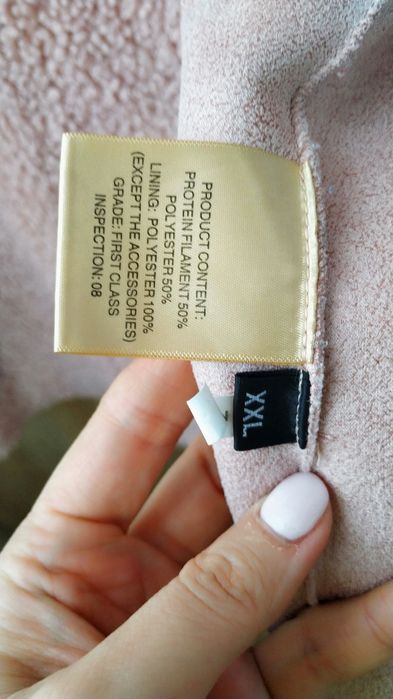 PRODUCT CONTENT:
PROTEIN FILAMENT 50%
POLYESTER 50%
LINING: POLYESTER 100%
(EXCEPT THE ACCESSORIES)
GRADE: FIRST CLASS
INSPECTION: 08
XXL